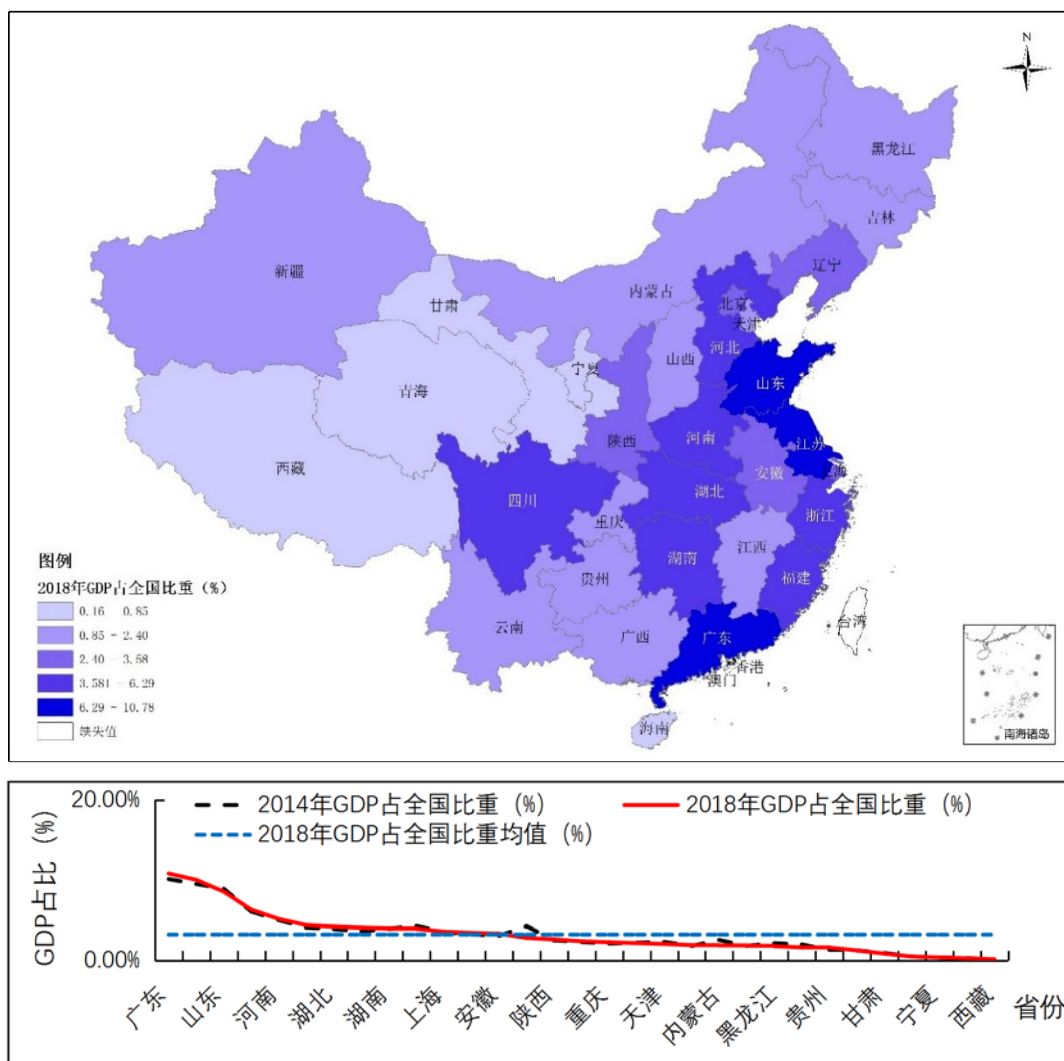 N
黑龙江
吉林
新疆
辽宁
内蒙古
甘肃
北京
天津
河北
山西
宁夏
山东
青海
陕西
河南
江苏
西藏
安徽
海
四川
湖北
浙江
重庆
江西
湖南
贵州
福建
云南
广西
广东
台湾
香港
澳门
海南
南海诸岛
图例
2018年GDP占全国比重（%）
0.16 - 0.85
0.85 - 2.40
2.40 - 3.58
3.581 - 6.29
6.29 - 10.78
缺失值
20.00%
2014年GDP占全国比重（%）
2018年GDP占全国比重（%）
2018年GDP占全国比重均值（%）
GDP占比（%）
0.00%
广东
山东
河南
湖北
湖南
上海
安徽
陕西
重庆
天津
内蒙古
黑龙江
贵州
甘肃
宁夏
西藏
省份